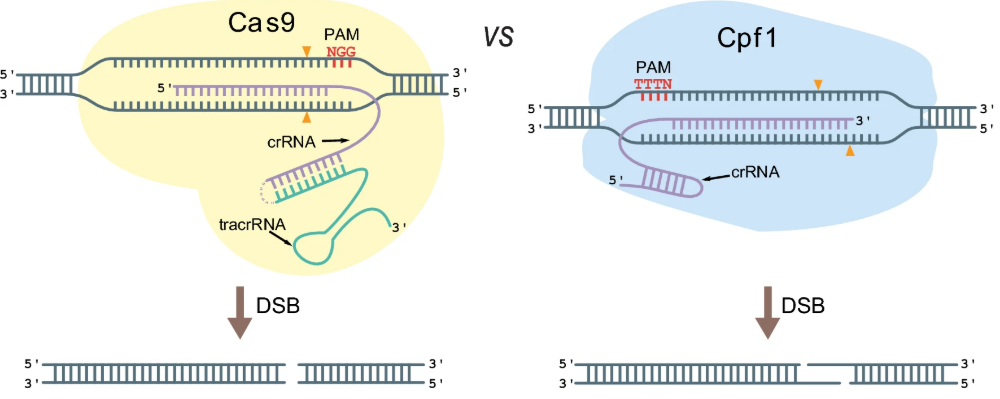 Cas9
VS
Cpf1
PAM
NGG
5'
3'
3'
5'
5'
crRNA
tracrRNA
3'
PAM
TTTN
5'
3'
3'
5'
3'
5'
crRNA
DSB
DSB
5'
3'
3'
5'
5'
3'
3'
5'